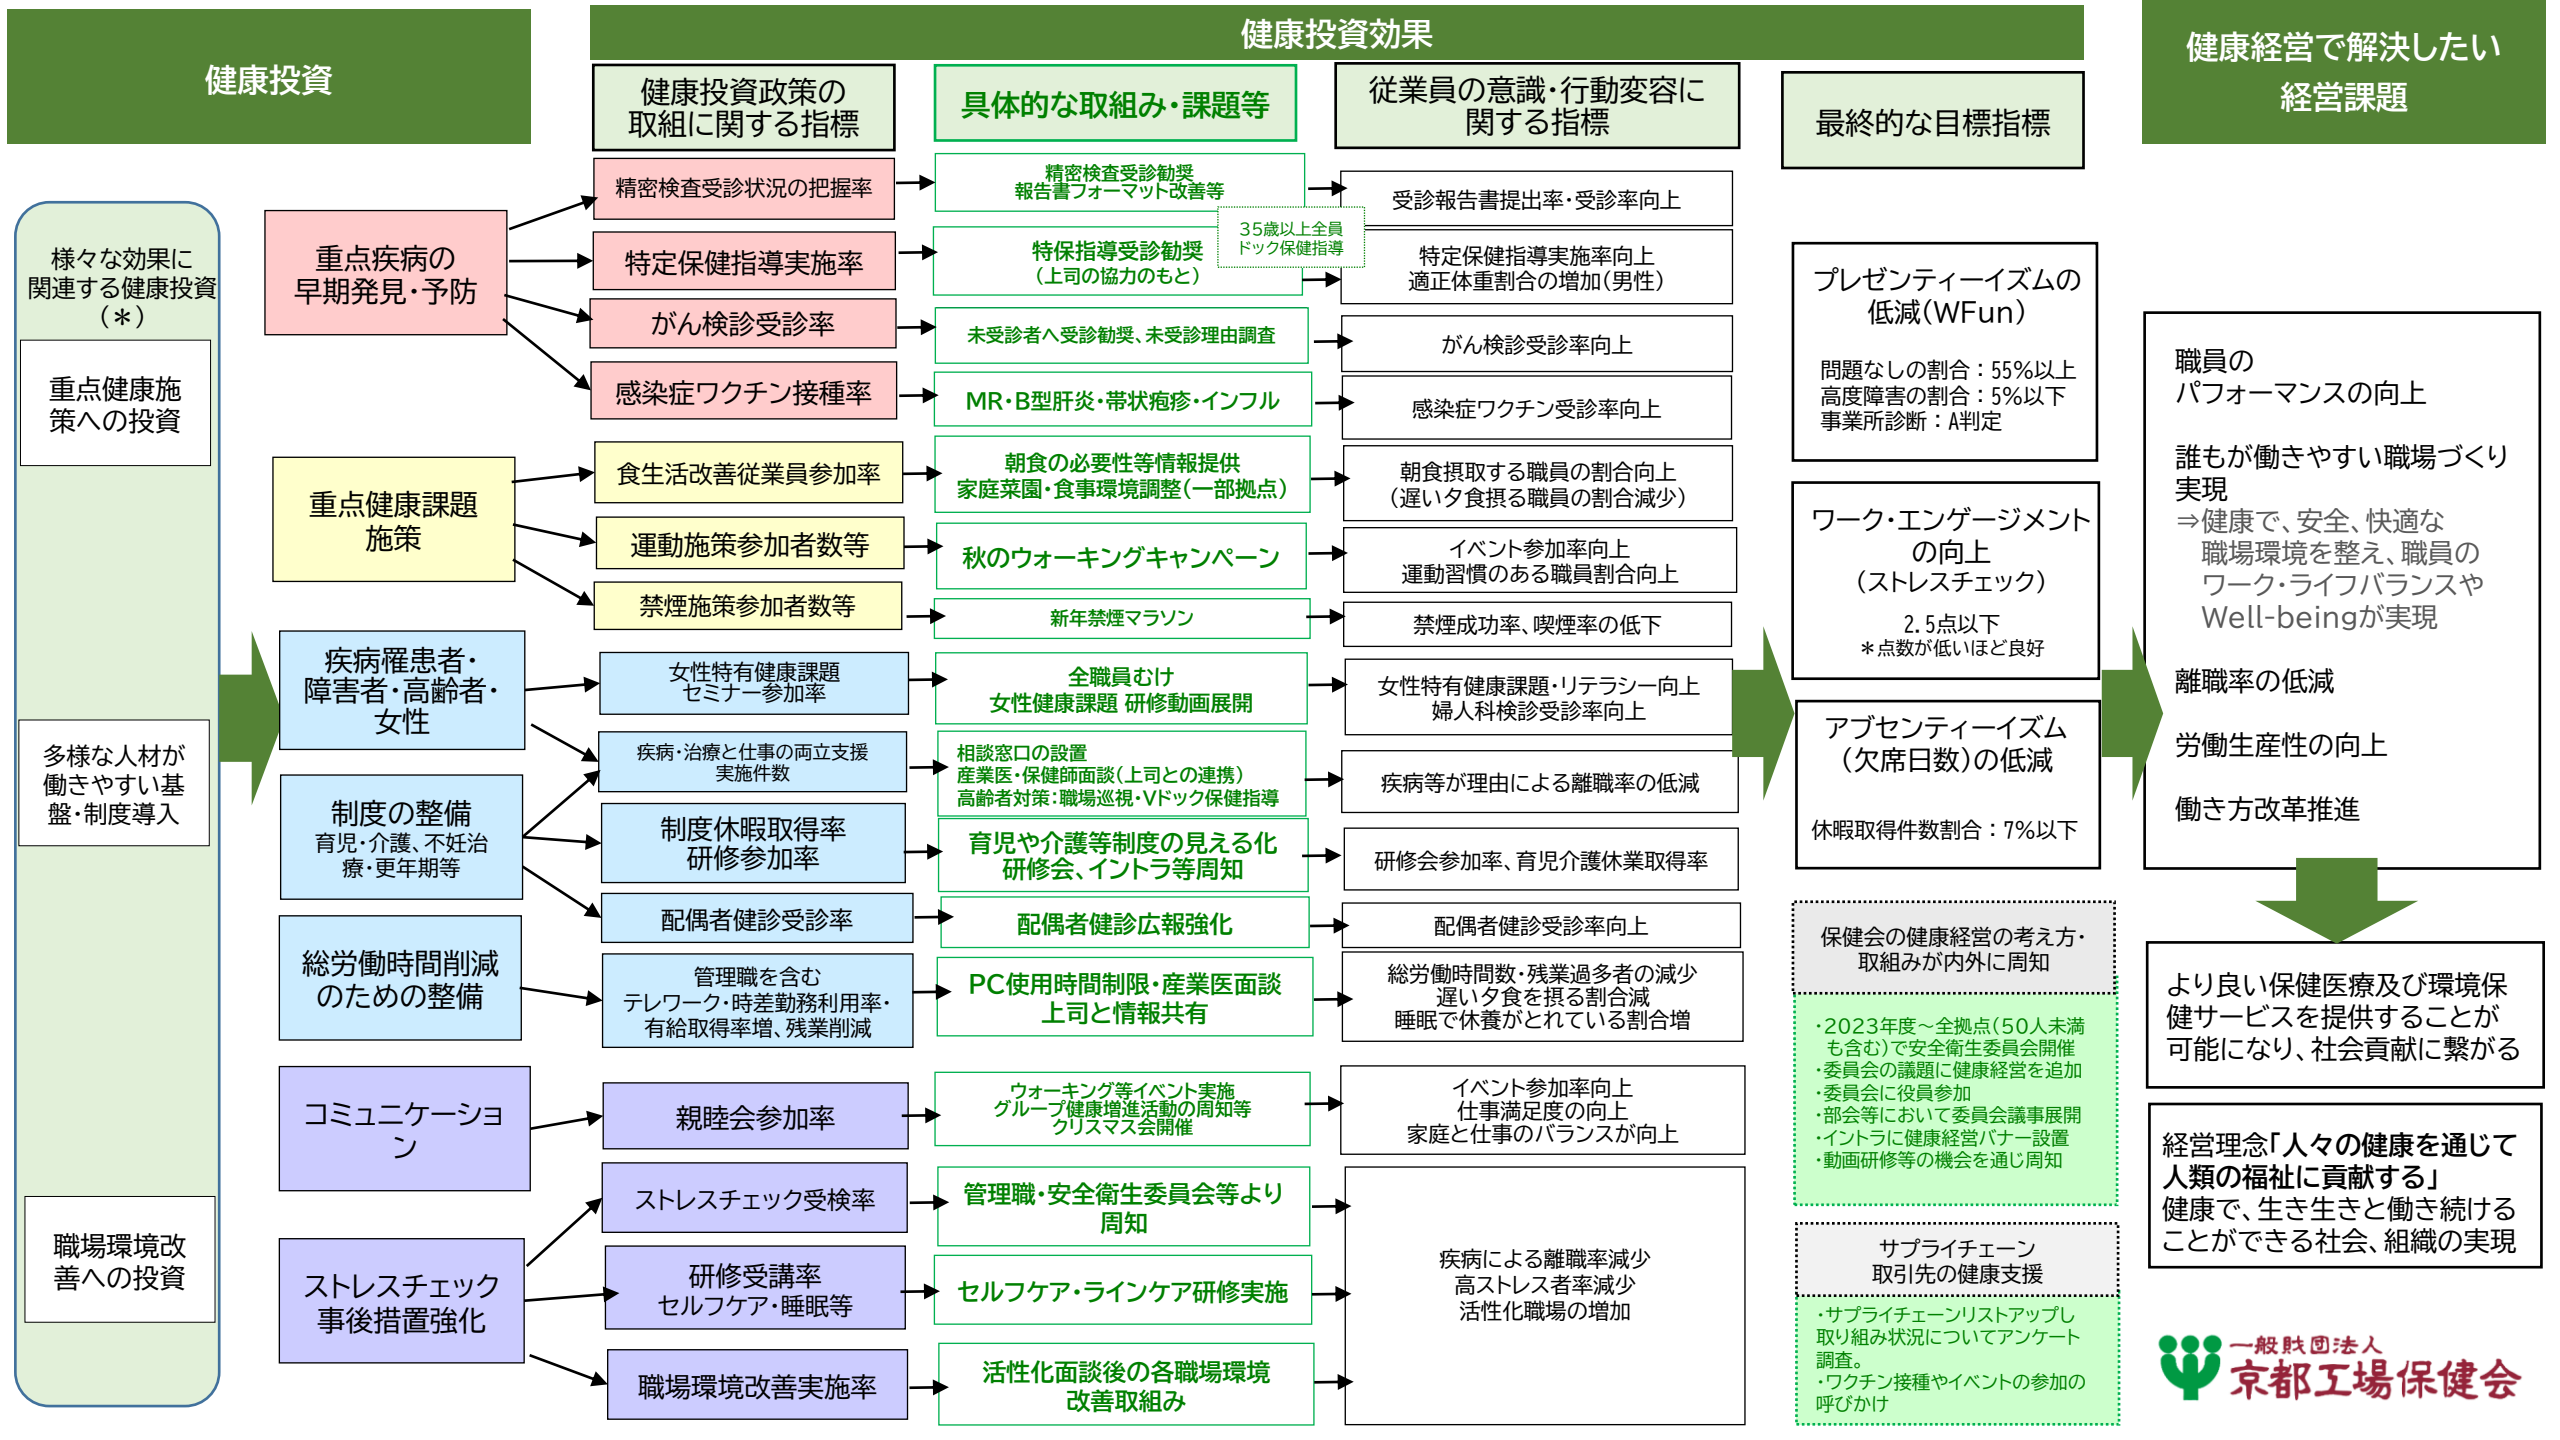 健康投資
健康投資効果
健康経営で解決したい
経営課題
健康投資政策の
取組に関する指標
具体的な取組み・課題等
従業員の意識・行動変容に
関する指標
最終的な目標指標
様々な効果に
関連する健康投資
（＊）
重点健康施
策への投資
多様な人材が
働きやすい基
盤・制度導入
職場環境改
善への投資
重点疾病の
早期発見・予防
重点健康課題
施策
疾病罹患者・
障害者・高齢者・
女性
制度の整備
育児・介護、不妊治
療・更年期等
総労働時間削減
のための整備
コミュニケーショ
ン
ストレスチェック
事後措置強化
精密検査受診状況の把握率
特定保健指導実施率
がん検診受診率
感染症ワクチン接種率
食生活改善従業員参加率
運動施策参加者数等
禁煙施策参加者数等
女性特有健康課題
セミナー参加率
疾病・治療と仕事の両立支援
実施件数
制度休暇取得率
研修参加率
配偶者健診受診率
管理職を含む
テレワーク・時差勤務利用率・
有給取得率増、残業削減
親睦会参加率
ストレスチェック受検率
研修受講率
セルフケア・睡眠等
職場環境改善実施率
精密検査受診勧奨
報告書フォーマット改善等
35歳以上全員
ドック保健指導
特保指導受診勧奨
（上司の協力のもと）
未受診者へ受診勧奨、未受診理由調査
MR・B型肝炎・帯状疱疹・インフル
朝食の必要性等情報提供
家庭菜園・食事環境調整（一部拠点）
秋のウォーキングキャンペーン
新年禁煙マラソン
全職員むけ
女性健康課題 研修動画展開
相談窓口の設置
産業医・保健師面談（上司との連携）
高齢者対策：職場巡視・Vドック保健指導
育児や介護等制度の見える化
研修会、イントラ等周知
配偶者健診広報強化
PC使用時間制限・産業医面談
上司と情報共有
ウォーキング等イベント実施
グループ健康増進活動の周知等
クリスマス会開催
管理職・安全衛生委員会等より
周知
セルフケア・ラインケア研修実施
活性化面談後の各職場環境
改善取組み
受診報告書提出率・受診率向上
特定保健指導実施率向上
適正体重割合の増加（男性）
がん検診受診率向上
感染症ワクチン受診率向上
朝食摂取する職員の割合向上
（遅い夕食摂る職員の割合減少）
イベント参加率向上
運動習慣のある職員割合向上
禁煙成功率、喫煙率の低下
女性特有健康課題・リテラシー向上
婦人科検診受診率向上
疾病等が理由による離職率の低減
研修会参加率、育児介護休業取得率
配偶者健診受診率向上
総労働時間数・残業過多者の減少
遅い夕食を摂る割合減
睡眠で休養がとれている割合増
イベント参加率向上
仕事満足度の向上
家庭と仕事のバランスが向上
疾病による離職率減少
高ストレス者率減少
活性化職場の増加
プレゼンティーイズムの
低減（WFun）
問題なしの割合：55％以上
高度障害の割合：5％以下
事業所診断：A判定
ワーク・エンゲージメント
の向上
（ストレスチェック）
2.5点以下
＊点数が低いほど良好
アブセンティーイズム
（欠席日数）の低減
休暇取得件数割合：7％以下
保健会の健康経営の考え方・
取組みが内外に周知
・2023年度～全拠点（50人未満
も含む）で安全衛生委員会開催
・委員会の議題に健康経営を追加
・委員会に役員参加
・部会等において委員会議事展開
・イントラに健康経営バナー設置
・動画研修等の機会を通じ周知
サプライチェーン
取引先の健康支援
・サプライチェーンリストアップし
取り組み状況についてアンケート
調査。
・ワクチン接種やイベントの参加の
呼びかけ
職員の
パフォーマンスの向上
誰もが働きやすい職場づくり
実現
⇒健康で、安全、快適な
職場環境を整え、職員の
ワーク・ライフバランスや
Well-beingが実現
離職率の低減
労働生産性の向上
働き方改革推進
より良い保健医療及び環境保
健サービスを提供することが
可能になり、社会貢献に繋がる
経営理念「人々の健康を通じて
人類の福祉に貢献する」
健康で、生き生きと働き続ける
ことができる社会、組織の実現
一般財団法人
京都工場保健会